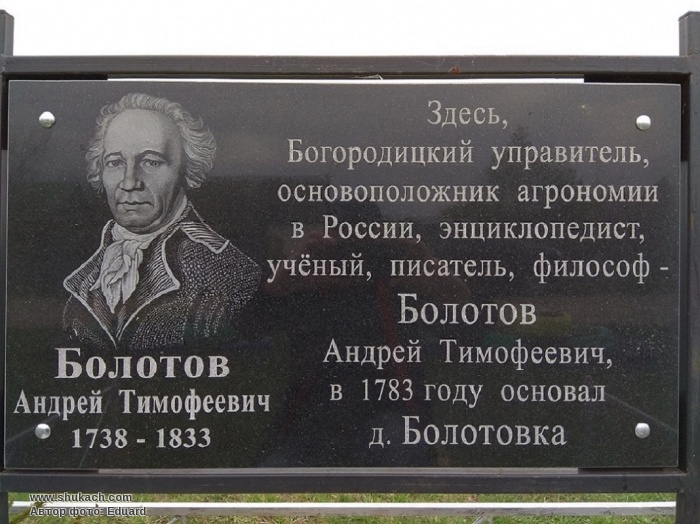 Здесь,
Богородицкий управитель,
основоположник агрономии
в России, энциклопедист,
учёный, писатель, философ -
Болотов
Андрей Тимофеевич,
в 1783 году основал
д. Болотовка
Болотов
Андрей Тимофеевич
1738 - 1833
www.shukach.com
Автор фото: Eduard